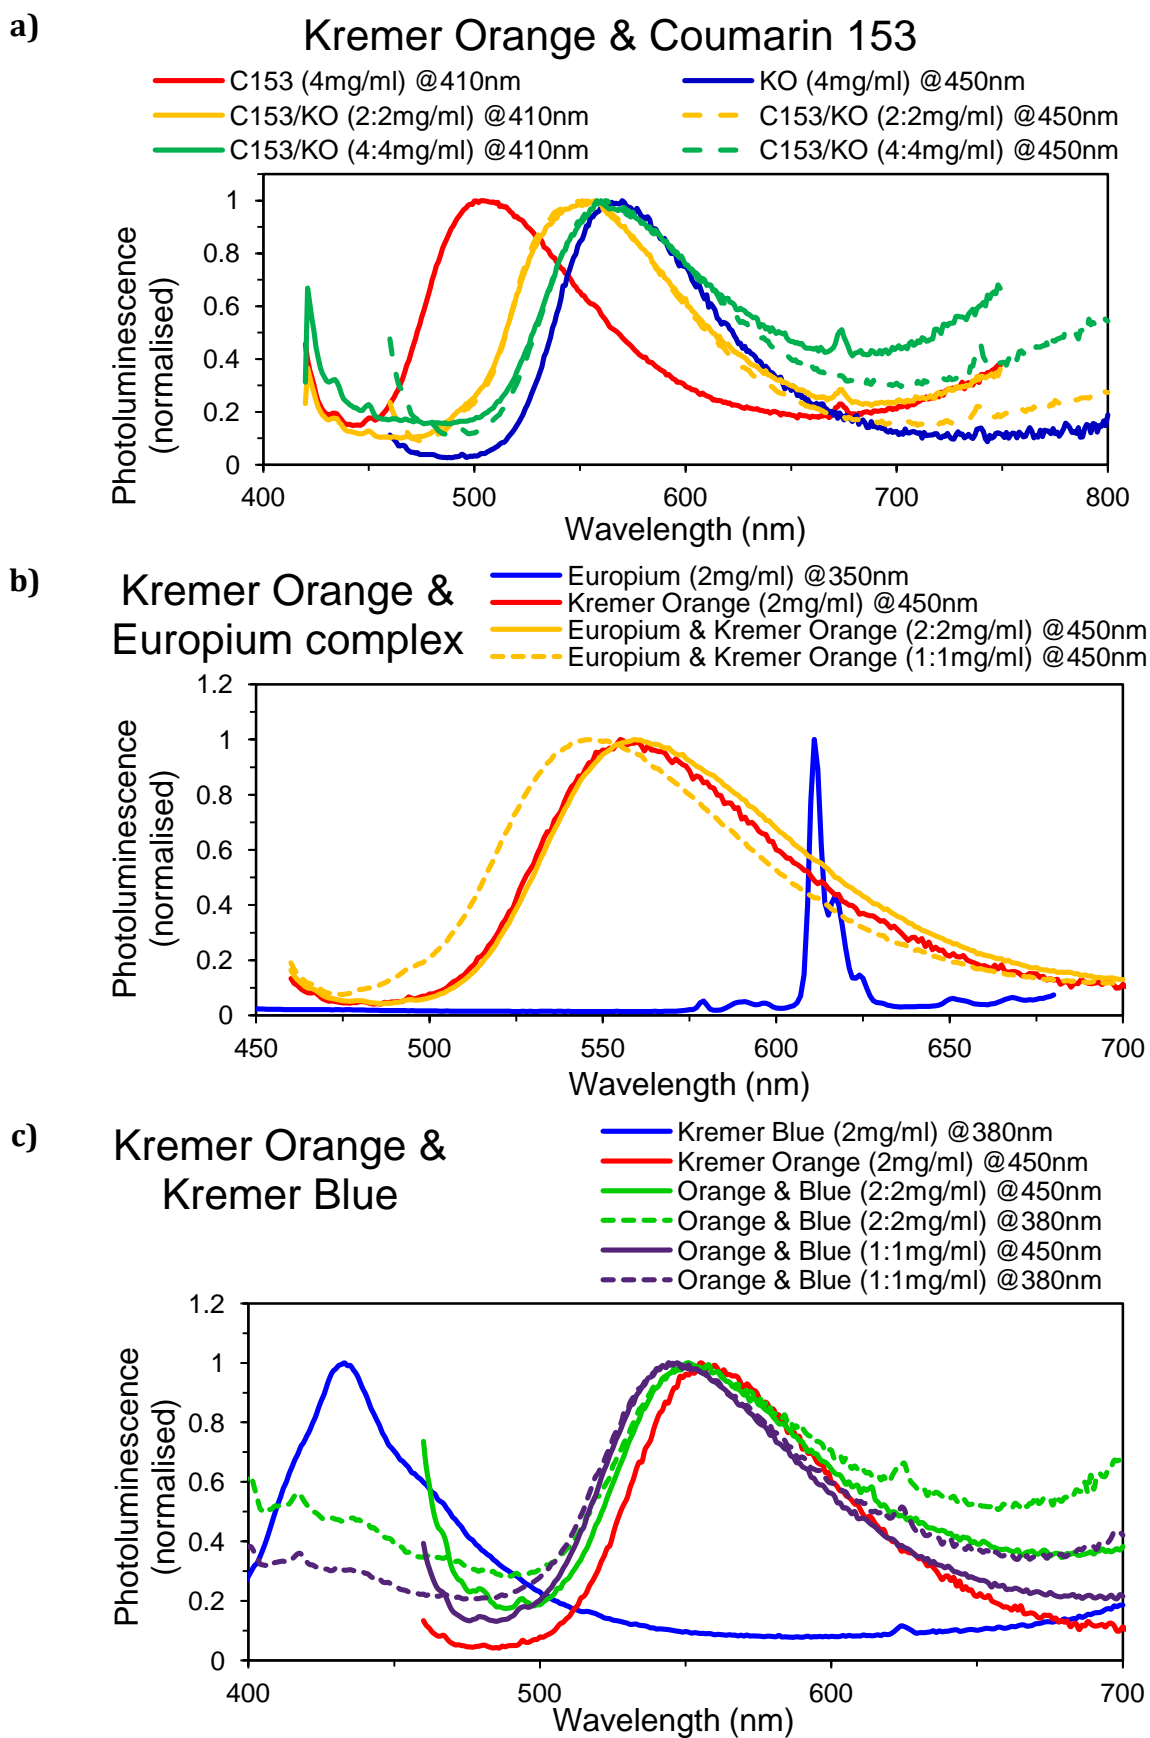 a)
Kremer Orange & Coumarin 153
C153 (4mg/ml) @410nm
KO (4mg/ml) @450nm
C153/KO (2:2mg/ml) @410nm
C153/KO (2:2mg/ml) @450nm
C153/KO (4:4mg/ml) @410nm
C153/KO (4:4mg/ml) @450nm
Photoluminescence
(normalised)
1
0.8
0.6
0.4
0.2
0
400
500
600
700
800
Wavelength (nm)
b)
Kremer Orange &
Europium complex
Europium (2mg/ml) @350nm
Kremer Orange (2mg/ml) @450nm
Europium & Kremer Orange (2:2mg/ml) @450nm
Europium & Kremer Orange (1:1mg/ml) @450nm
Photoluminescence
(normalised)
1.2
1
0.8
0.6
0.4
0.2
0
450
500
550
600
650
700
Wavelength (nm)
c)
Kremer Orange &
Kremer Blue
Kremer Blue (2mg/ml) @380nm
Kremer Orange (2mg/ml) @450nm
Orange & Blue (2:2mg/ml) @450nm
Orange & Blue (2:2mg/ml) @380nm
Orange & Blue (1:1mg/ml) @450nm
Orange & Blue (1:1mg/ml) @380nm
Photoluminescence
(normalised)
1.2
1
0.8
0.6
0.4
0.2
0
400
500
600
700
Wavelength (nm)